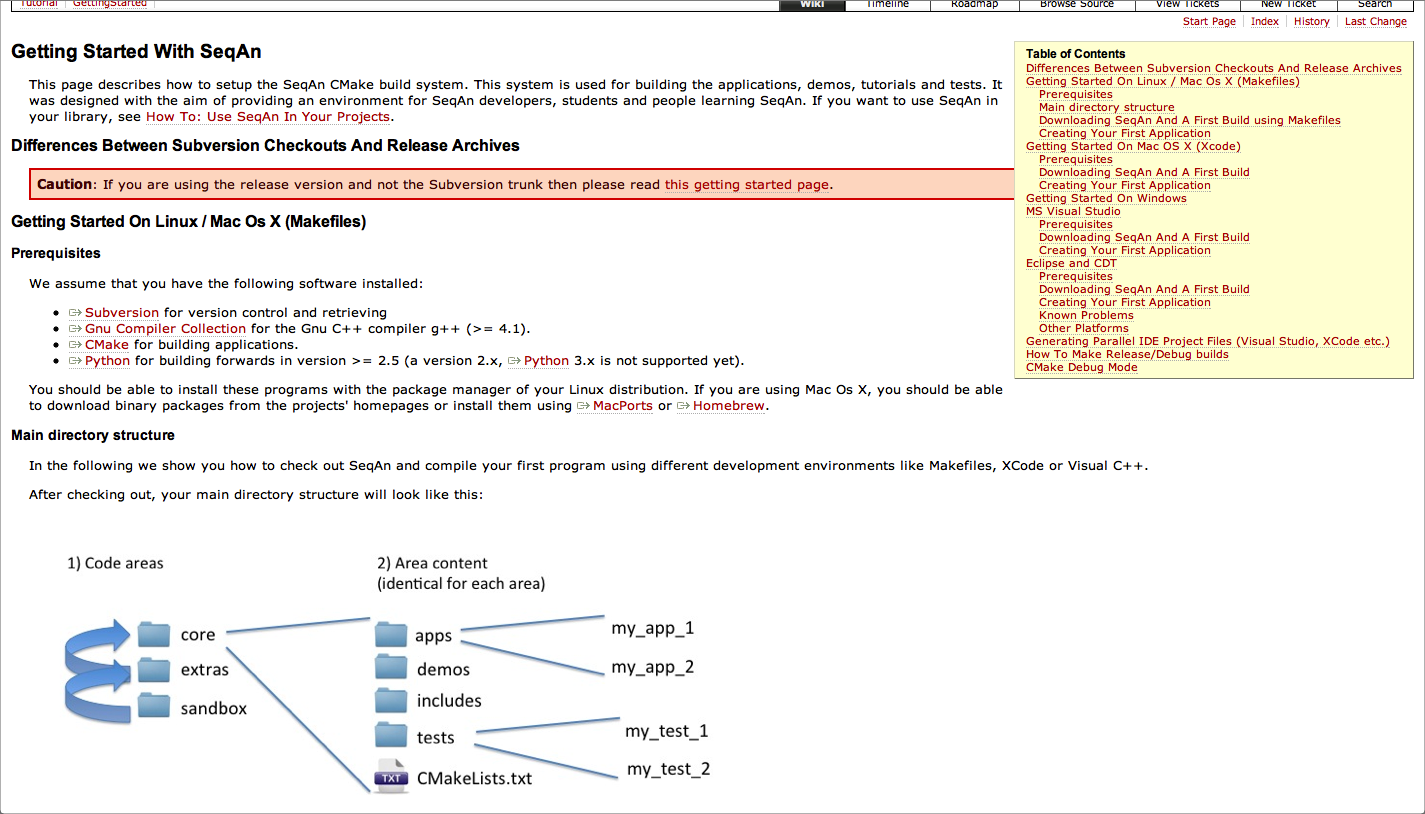 Tutorial GettingStarted
Wiki Timeline Roadmap Browse Source View Tickets New Ticket Search
Start Page Index History Last Change
Getting Started With SeqAn
This page describes how to setup the SeqAn CMake build system. This system is used for building the applications, demos, tutorials and tests. It
was designed with the aim of providing an environment for SeqAn developers, students and people learning SeqAn. If you want to use SeqAn in
your library, see How To: Use SeqAn In Your Projects.
Differences Between Subversion Checkouts And Release Archives
Caution: If you are using the release version and not the Subversion trunk then please read this getting started page.
Getting Started On Linux / Mac Os X (Makefiles)
Prerequisites
We assume that you have the following software installed:
• Subversion for version control and retrieving
• Gnu Compiler Collection for the Gnu C++ compiler g++ (>= 4.1).
• CMake for building applications.
• Python for building forwards in version >= 2.5 (a version 2.x, Python 3.x is not supported yet).
You should be able to install these programs with the package manager of your Linux distribution. If you are using Mac Os X, you should be able
to download binary packages from the projects' homepages or install them using MacPorts or Homebrew.
Main directory structure
In the following we show you how to check out SeqAn and compile your first program using different development environments like Makefiles, XCode or Visual C++.
After checking out, your main directory structure will look like this:
Table of Contents
Differences Between Subversion Checkouts And Release Archives
Getting Started On Linux / Mac Os X (Makefiles)
Prerequisites
Main directory structure
Downloading SeqAn And A First Build using Makefiles
Creating Your First Application
Getting Started On Mac OS X (Xcode)
Prerequisites
Downloading SeqAn And A First Build
Creating Your First Application
Getting Started On Windows
MS Visual Studio
Prerequisites
Downloading SeqAn And A First Build
Creating Your First Application
Eclipse and CDT
Prerequisites
Downloading SeqAn And A First Build
Creating Your First Application
Known Problems
Other Platforms
Generating Parallel IDE Project Files (Visual Studio, XCode etc.)
How To Make Release/Debug builds
CMake Debug Mode
1) Code areas
core
extras
sandbox
2) Area content
(identical for each area)
apps
demos
includes
tests
TXT CMakeLists.txt
my_app_1
my_app_2
my_test_1
my_test_2